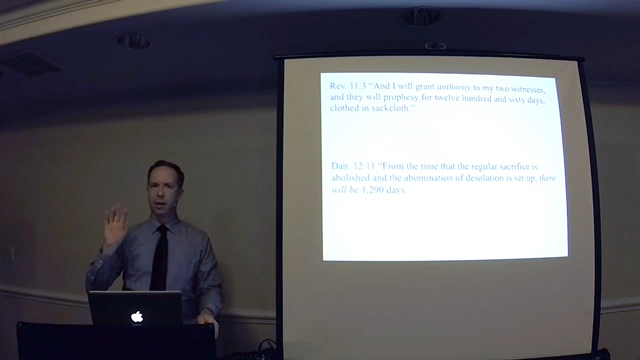 Rev. 11:3 “And I will grant authority to my two witnesses,
and they will prophesy for twelve hundred and sixty days,
clothed in sackcloth.”
Dan. 12:11 “From the time that the regular sacrifice is
abolished and the abomination of desolation is set up, there
will be 1,290 days.